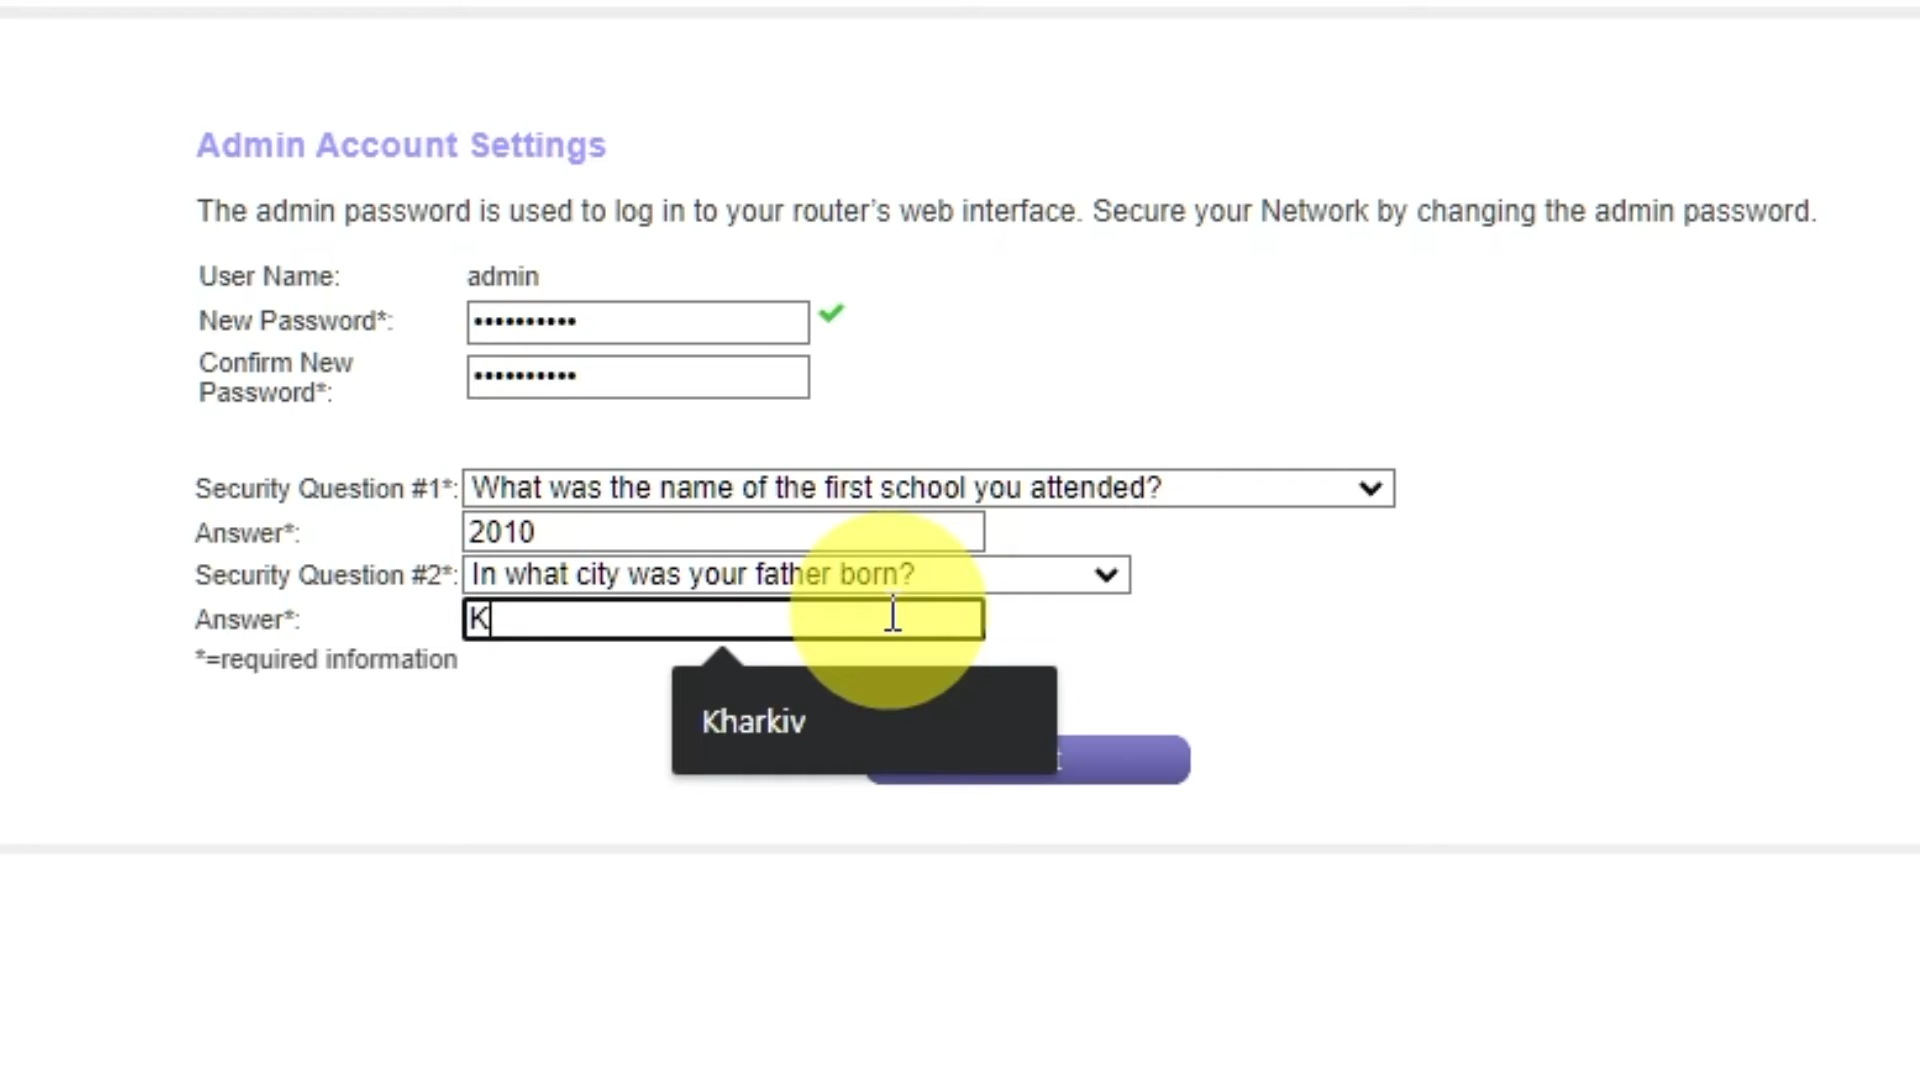 Admin Account Settings
The admin password is used to log in to your router's web interface. Secure your Network by changing the admin password.
User Name: admin
New Password*: ••••••••••
Confirm New
Password*: ••••••••••
Security Question #1*: What was the name of the first school you attended?
Answer*: 2010
Security Question #2*: In what city was your father born?
Answer*: K
*=required information
Kharkiv